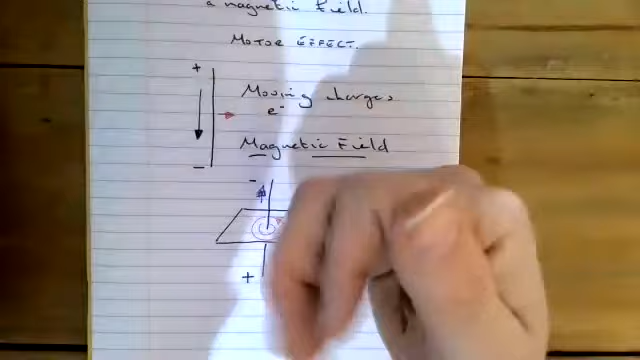 a magnetic field.
MOTOR EFFECT.
+
Moving charges
e-
Magnetic Field
-
-
+